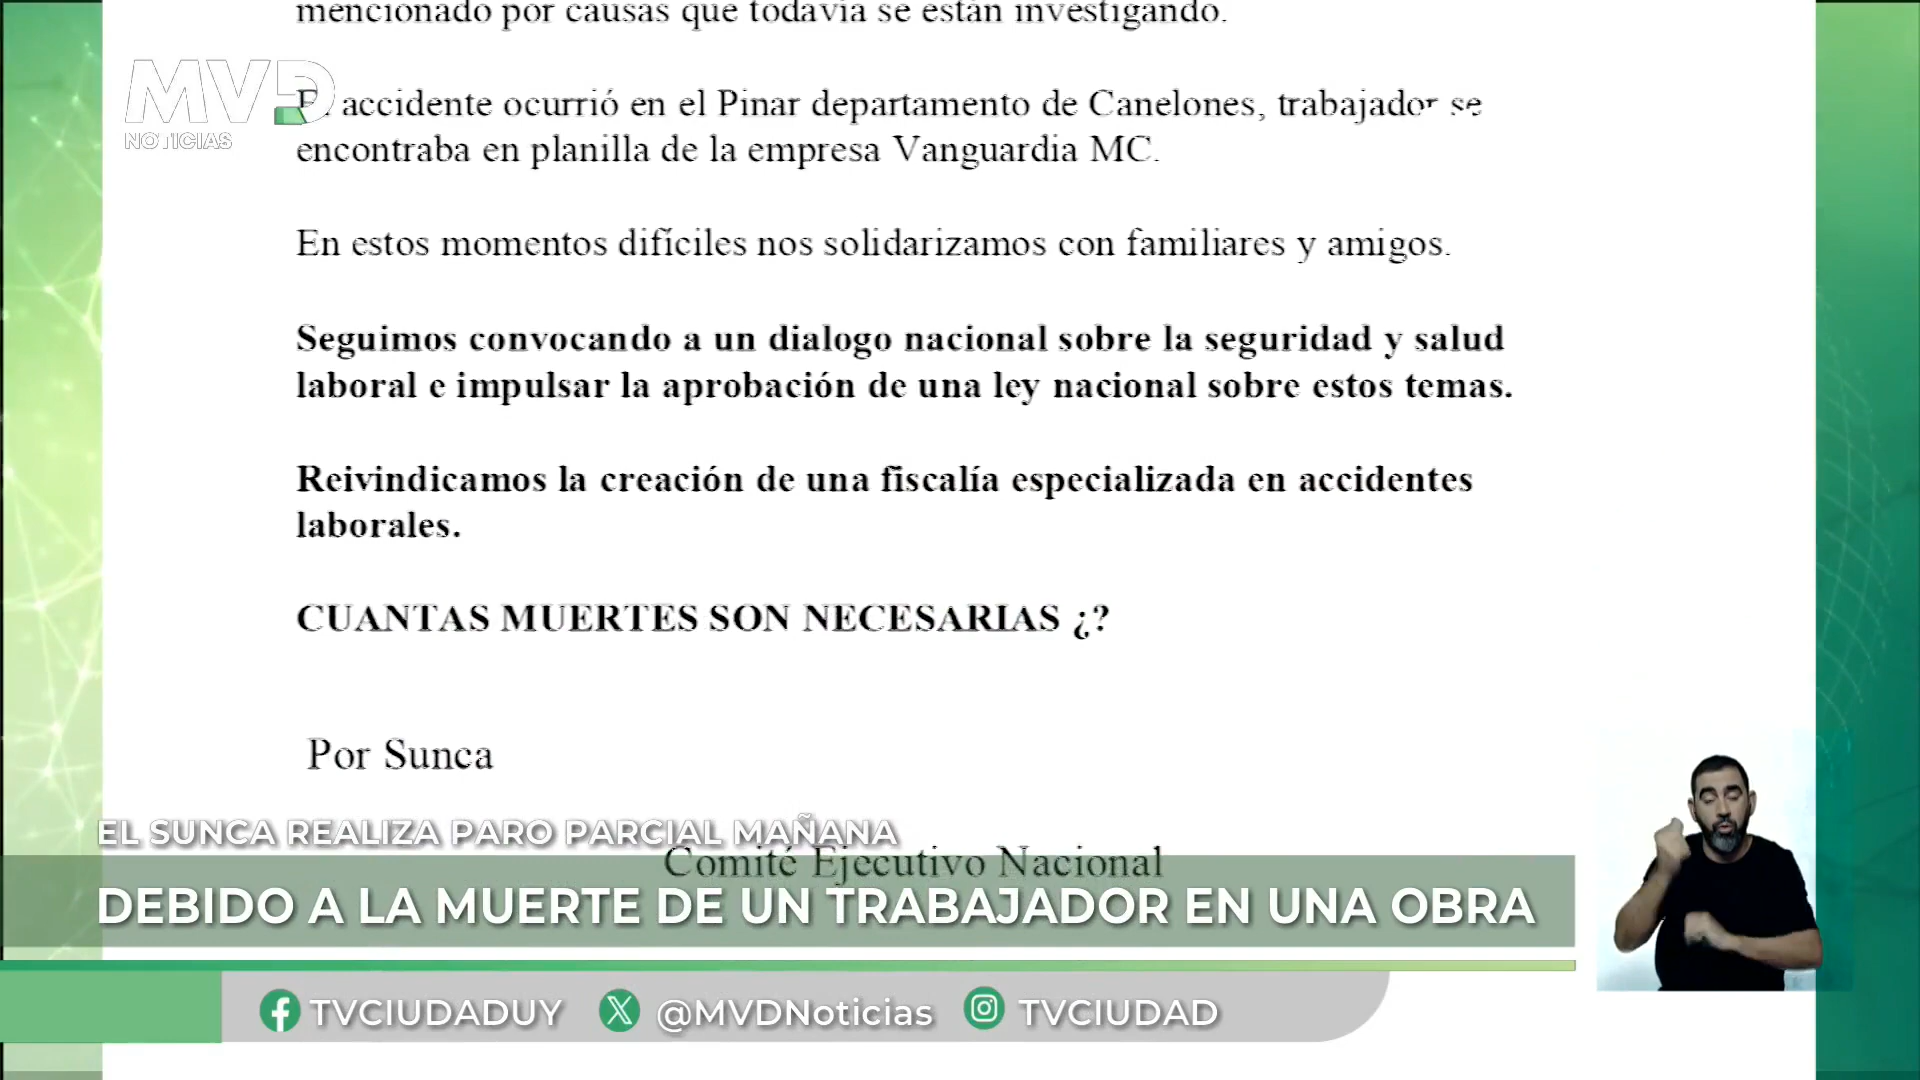 mencionado por causas que todavía se están investigando.
MVD
NOTICIAS
El accidente ocurrió en el Pinar departamento de Canelones, trabajador se
encontraba en planilla de la empresa Vanguardia MC.
En estos momentos difíciles nos solidarizamos con familiares y amigos.
Seguimos convocando a un dialogo nacional sobre la seguridad y salud
laboral e impulsar la aprobación de una ley nacional sobre estos temas.
Reivindicamos la creación de una fiscalía especializada en accidentes
laborales.
CUANTAS MUERTES SON NECESARIAS ¿?
Por Sunca
EL SUNCA REALIZA PARO PARCIAL MAÑANA
Comité Ejecutivo Nacional
DEBIDO A LA MUERTE DE UN TRABAJADOR EN UNA OBRA
TVCIUDADUY @MVDNoticias TVCIUDAD